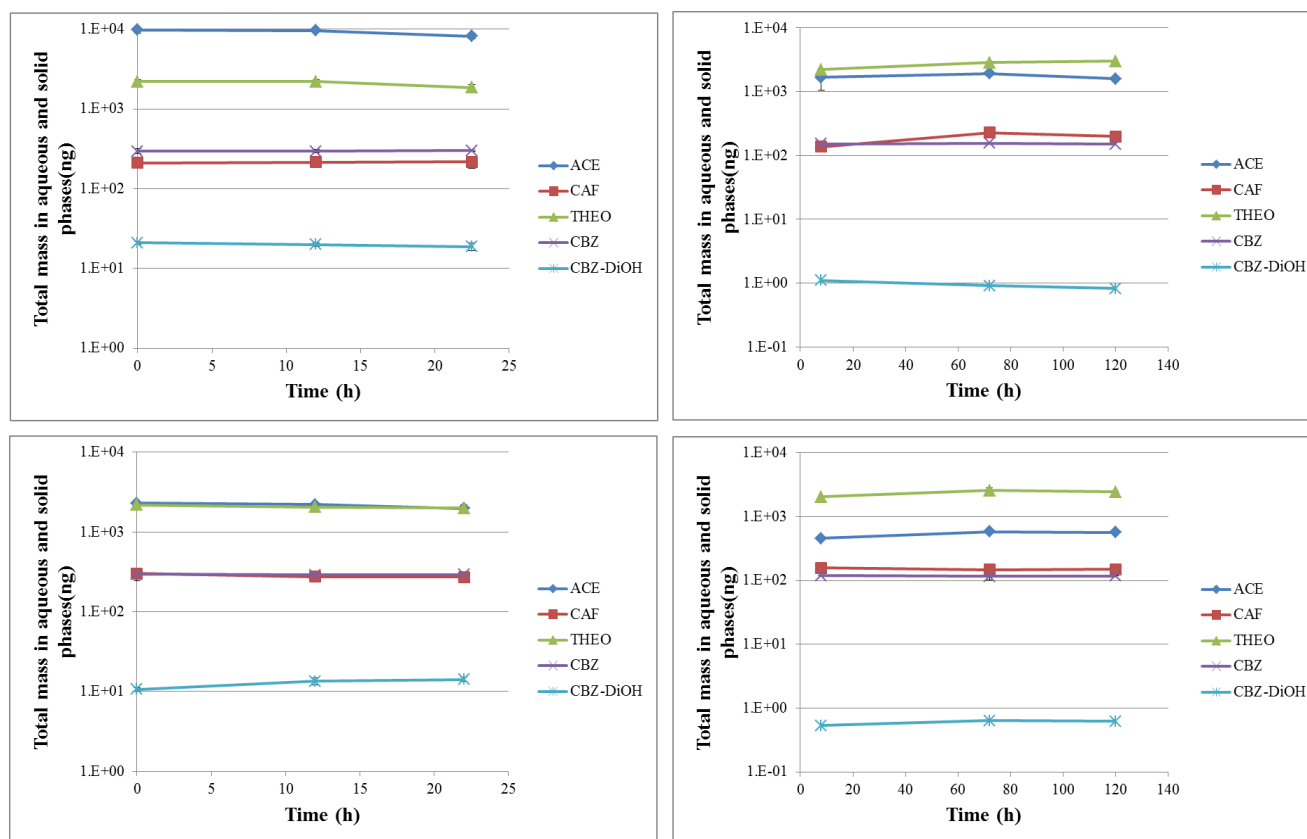 Total mass in aqueous and solid
phases(ng)
1.E+04
1.E+03
1.E+02
1.E+01
1.E+00
0 5 10 15 20 25
Time (h)
ACE
CAF
THEO
CBZ
CBZ-DiOH
Total mass in aqueous and solid
phases(ng)
1.E+04
1.E+03
1.E+02
1.E+01
1.E+00
1.E-01
0 20 40 60 80 100 120 140
Time (h)
ACE
CAF
THEO
CBZ
CBZ-DiOH
Total mass in aqueous and solid
phases(ng)
1.E+04
1.E+03
1.E+02
1.E+01
1.E+00
0 5 10 15 20 25
Time (h)
ACE
CAF
THEO
CBZ
CBZ-DiOH
Total mass in aqueous and solid
phases(ng)
1.E+04
1.E+03
1.E+02
1.E+01
1.E+00
1.E-01
0 20 40 60 80 100 120 140
Time (h)
ACE
CAF
THEO
CBZ
CBZ-DiOH